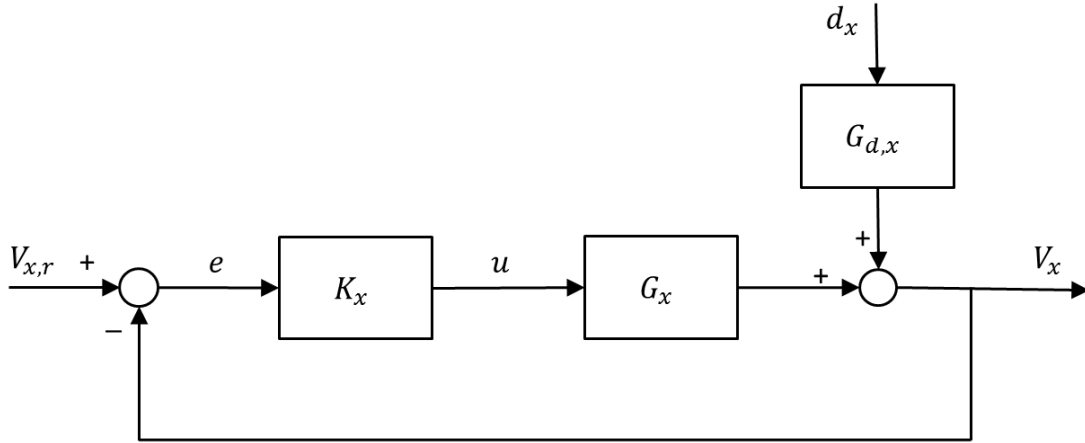 d_x
G_{d,x}
+
V_{x,r} + e K_x u G_x + V_x
−